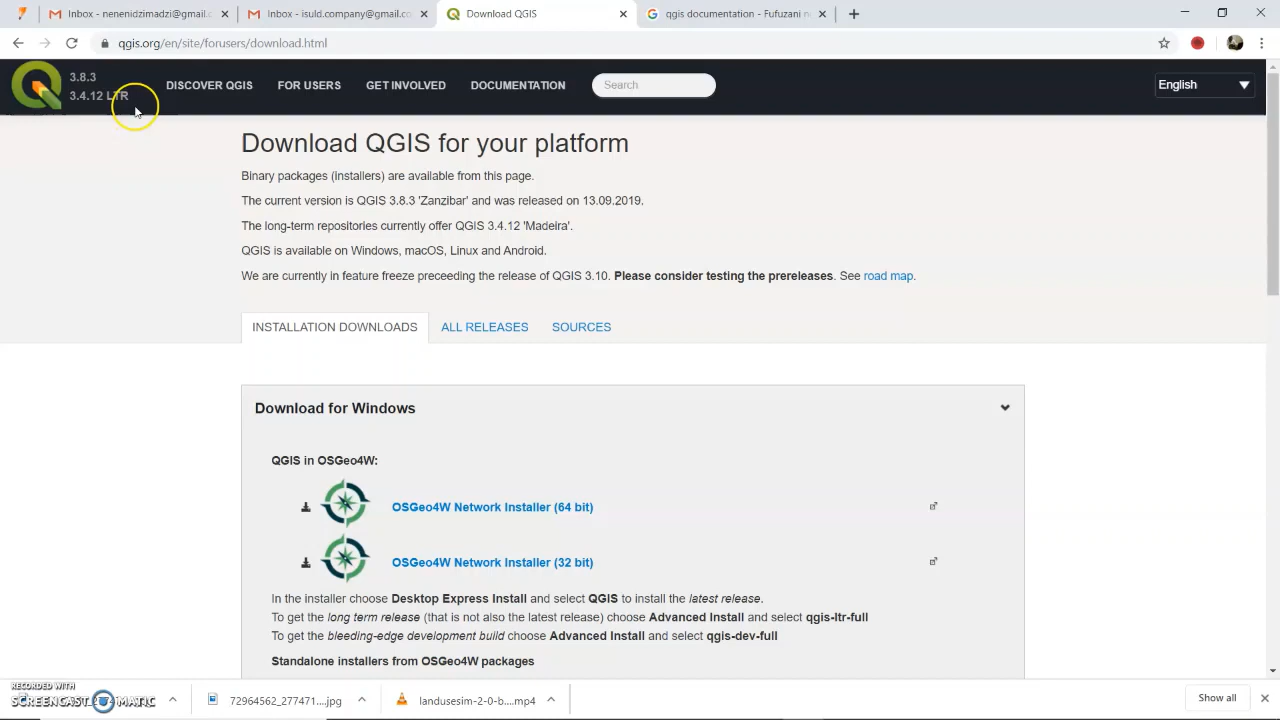 Inbox - nenenidzimadzi@gmail.c
Inbox - isuld.company@gmail.co
Download QGIS
qgis documentation - Fufuzani n
qgis.org/en/site/forusers/download.html
3.8.3
3.4.12 LTR
DISCOVER QGIS
FOR USERS
GET INVOLVED
DOCUMENTATION
Search
English
Download QGIS for your platform
Binary packages (installers) are available from this page.
The current version is QGIS 3.8.3 'Zanzibar' and was released on 13.09.2019.
The long-term repositories currently offer QGIS 3.4.12 'Madeira'.
QGIS is available on Windows, macOS, Linux and Android.
We are currently in feature freeze preceeding the release of QGIS 3.10. Please consider testing the prereleases. See road map.
INSTALLATION DOWNLOADS
ALL RELEASES
SOURCES
Download for Windows
QGIS in OSGeo4W:
OSGeo4W Network Installer (64 bit)
OSGeo4W Network Installer (32 bit)
In the installer choose Desktop Express Install and select QGIS to install the latest release.
To get the long term release (that is not also the latest release) choose Advanced Install and select qgis-ltr-full
To get the bleeding-edge development build choose Advanced Install and select qgis-dev-full
Standalone installers from OSGeo4W packages
RECORDED WITH
SCREENCAST MATIC
72964562_277471....jpg
landusesim-2-0-b....mp4
Show all